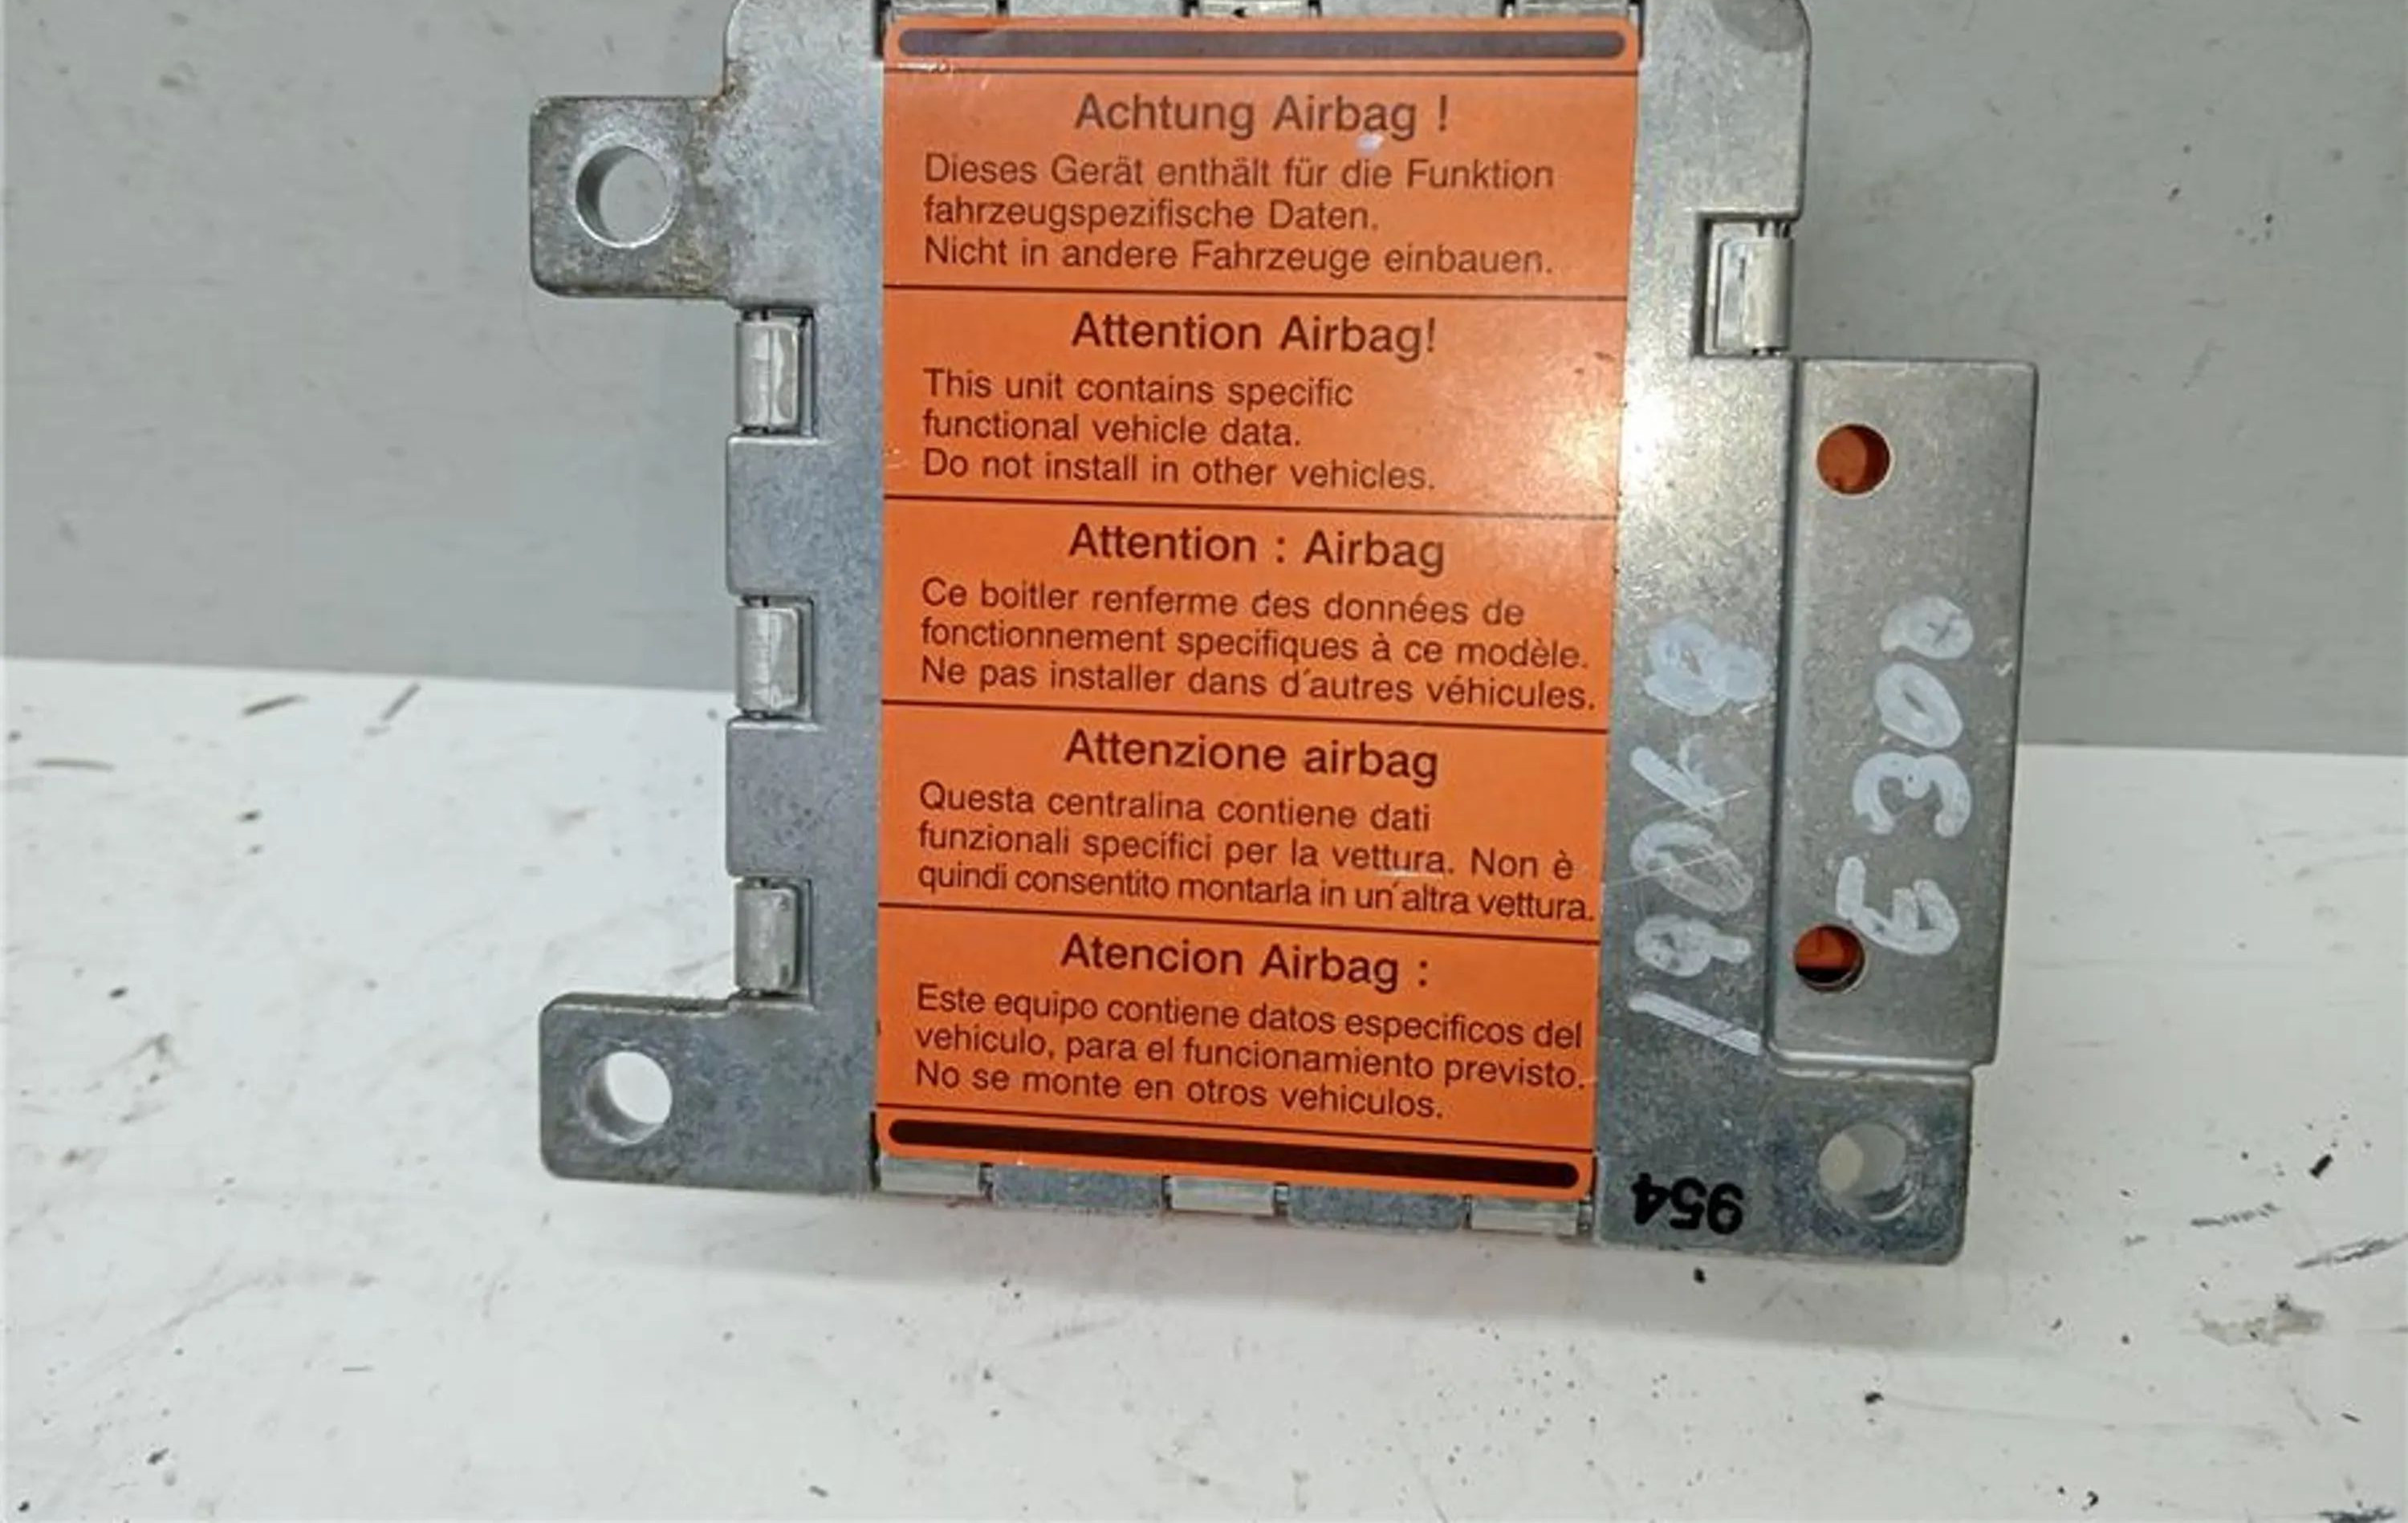 Achtung Airbag !
Dieses Gerät enthält für die Funktion
fahrzeugspezifische Daten.
Nicht in andere Fahrzeuge einbauen.
Attention Airbag!
This unit contains specific
functional vehicle data.
Do not install in other vehicles.
Attention : Airbag
Ce boitler renferme des données de
fonctionnement specifiques à ce modèle.
Ne pas installer dans d´autres véhicules.
Attenzione airbag
Questa centralina contiene dati
funzionali specifici per la vettura. Non è
quindi consentito montarla in un´altra vettura.
Atencion Airbag :
Este equipo contiene datos especificos del
vehiculo, para el funcionamiento previsto.
No se monte en otros vehiculos.
954